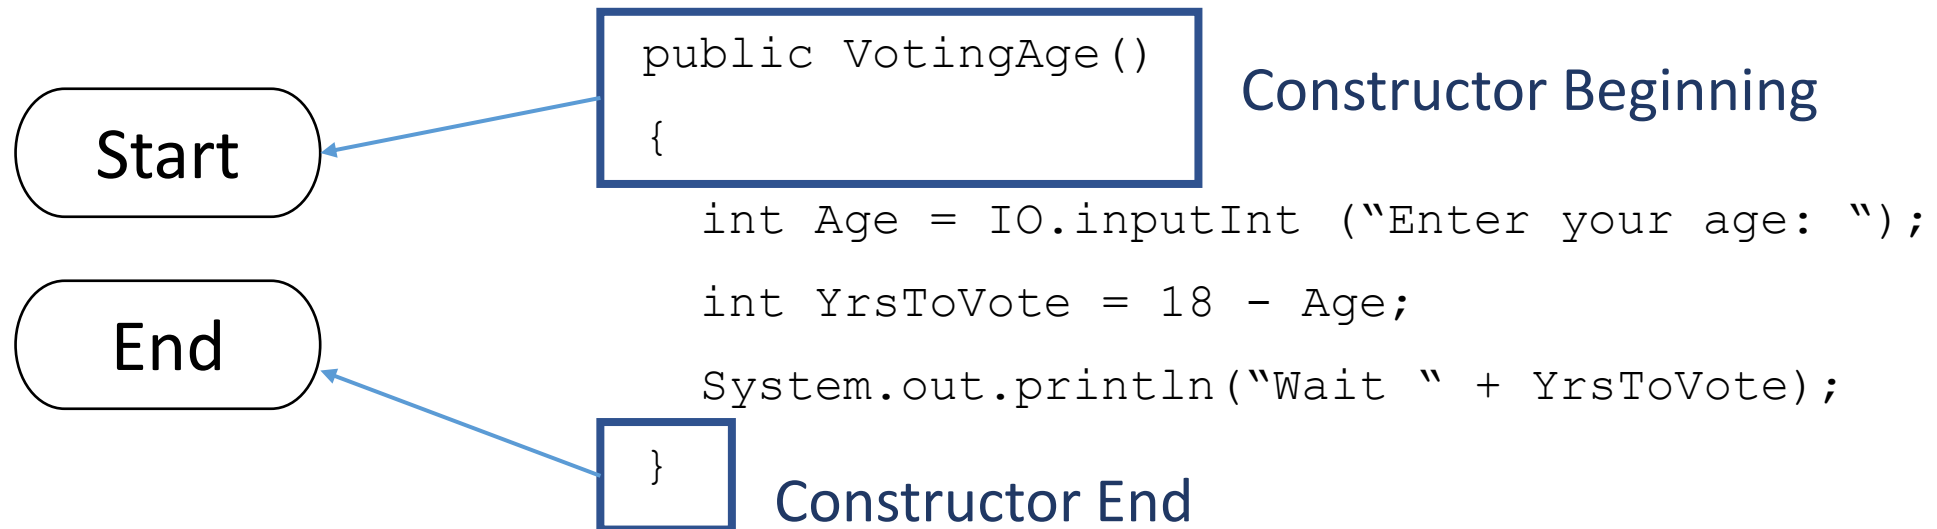 public VotingAge()
Constructor Beginning
{
Start
int Age = IO.inputInt (“Enter your age: “);
int YrsToVote = 18 - Age;
End
System.out.println(“Wait “ + YrsToVote);
}
Constructor End